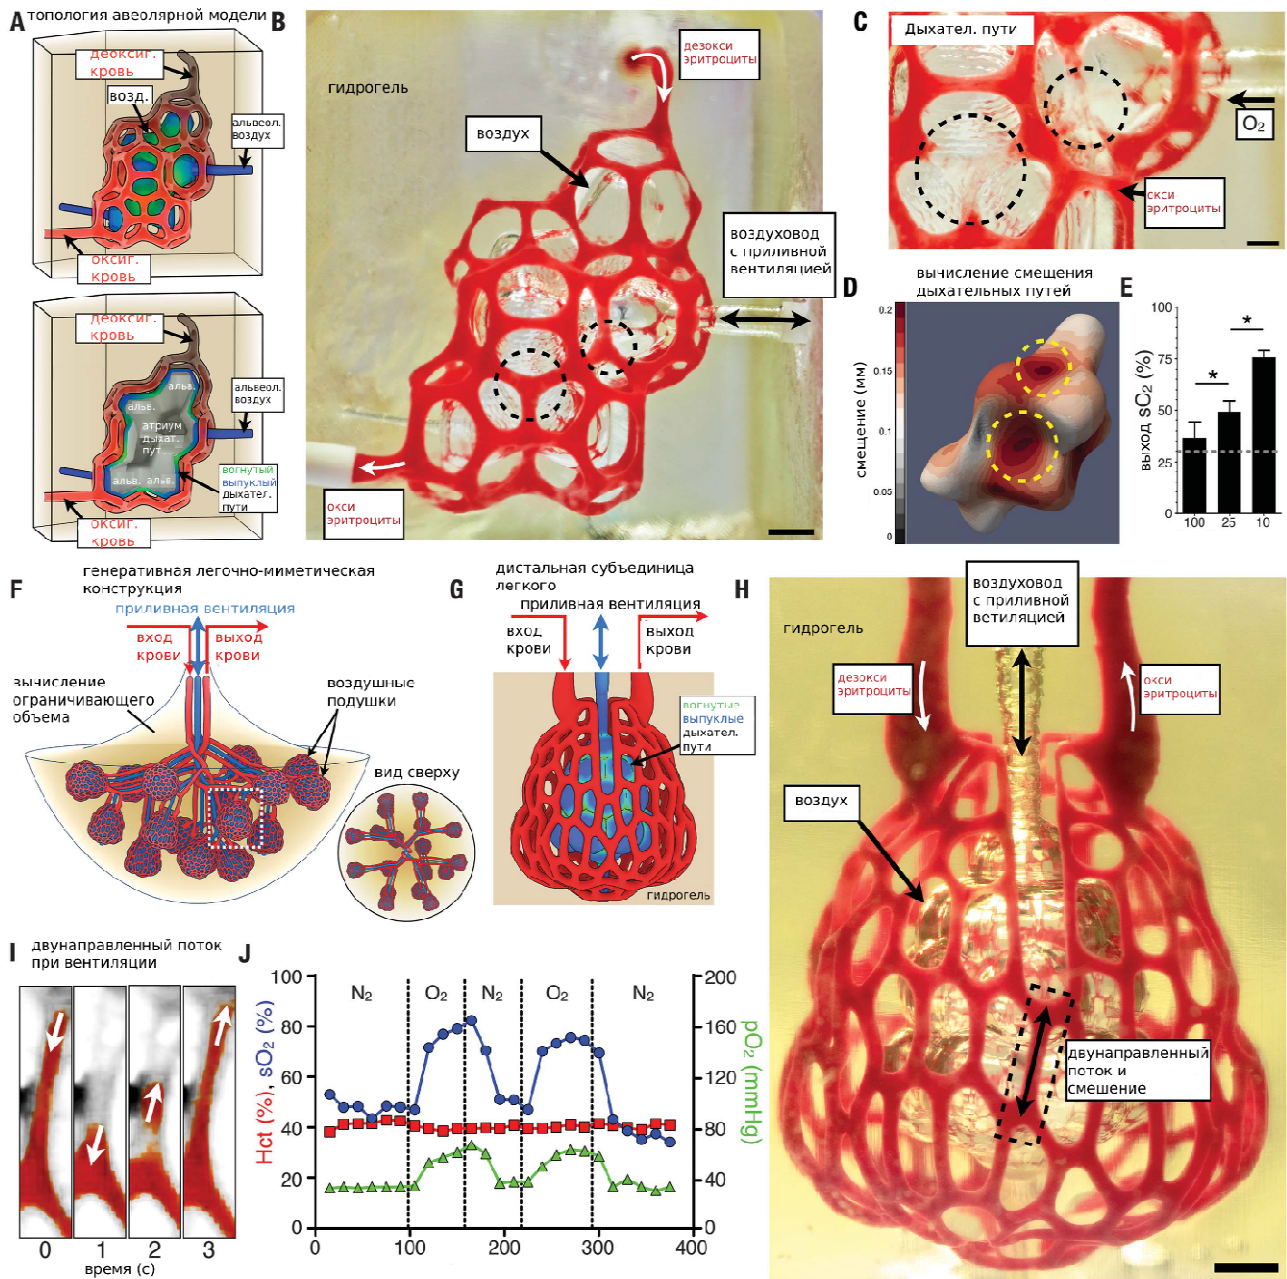 A
топология авеолярной модели
деоксиг.
кровь
возд.
альвеол.
воздух
оксиг.
кровь
деоксиг.
кровь
альв.
альв.
альвеол.
воздух
атриум
дыхат.
пут.
вогнутый
выпуклый
дыхател.
пути
альв. альв.
оксиг.
кровь
B
гидрогель
дезокси
эритроциты
воздух
воздуховод
с приливной
вентиляцией
окси
эритроциты
C
Дыхател. пути
O2
окси
эритроциты
D
вычисление смещения
дыхательных путей
смещение (мм)
0.2
0.15
0.1
0.05
0
E
выход sC2 (%)
100
75
50
25
0
*
*
100 25 10
F
генеративная легочно-миметическая
конструкция
приливная вентиляция
вход
крови
выход
крови
вычисление
ограничивающего
объема
воздушные
подушки
вид сверху
G
дистальная субъединица
легкого
приливная вентиляция
вход
крови
выход
крови
вогнутые
выпуклые
дыхател.
пути
гидрогель
H
гидрогель
воздуховод
с приливной
ветиляцией
дезокси
эритроциты
окси
эритроциты
воздух
двунаправленный
поток и
смешение
I
двунаправленный поток
при вентиляции
0 1 2 3
время (с)
J
Hct (%), sO2 (%)
100
80
60
40
20
0
N2 O2 N2 O2 N2
200
160
120
80
40
0
pO2 (mmHg)
0 100 200 300 400